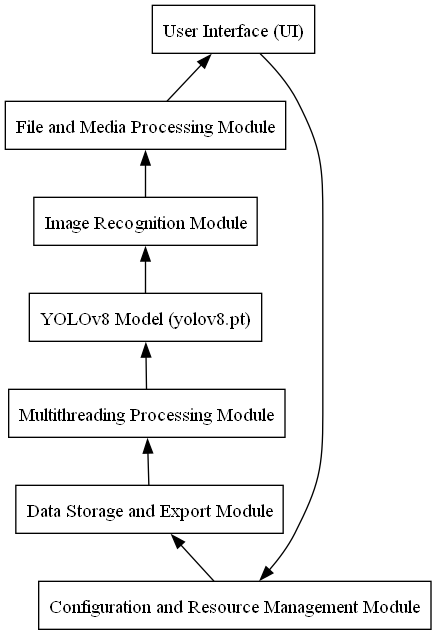 User Interface (UI)
File and Media Processing Module
Image Recognition Module
YOLOv8 Model (yolov8.pt)
Multithreading Processing Module
Data Storage and Export Module
Configuration and Resource Management Module